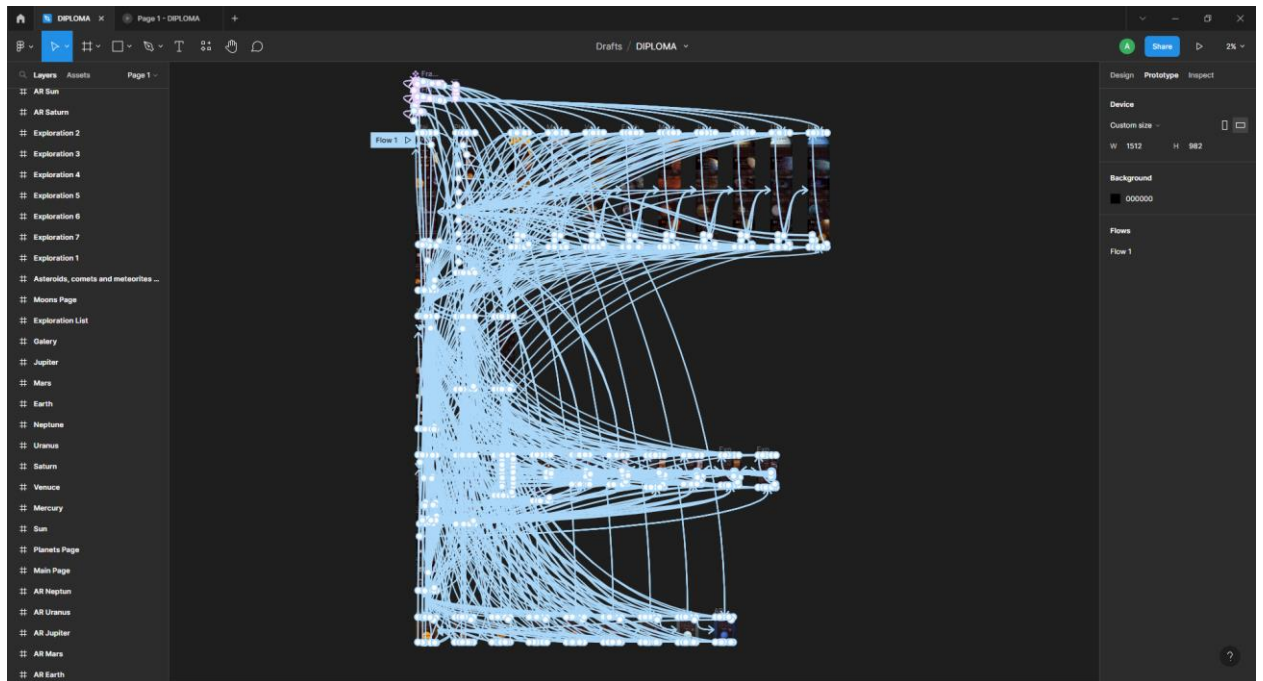 DIPLOMA
Page 1 - DIPLOMA
Drafts / DIPLOMA
A
Share
2%
Layers
Assets
Page 1
AR Sun
AR Saturn
Exploration 2
Exploration 3
Exploration 4
Exploration 5
Exploration 6
Exploration 7
Exploration 1
Asteroids, comets and meteorites ...
Moons Page
Exploration List
Galery
Jupiter
Mars
Earth
Neptune
Uranus
Saturn
Venuce
Mercury
Sun
Planets Page
Main Page
AR Neptun
AR Uranus
AR Jupiter
AR Mars
AR Earth
Fra...
Flow 1
Design Prototype Inspect
Device
Custom size
W 1512 H 982
Background
000000
Flows
Flow 1
?